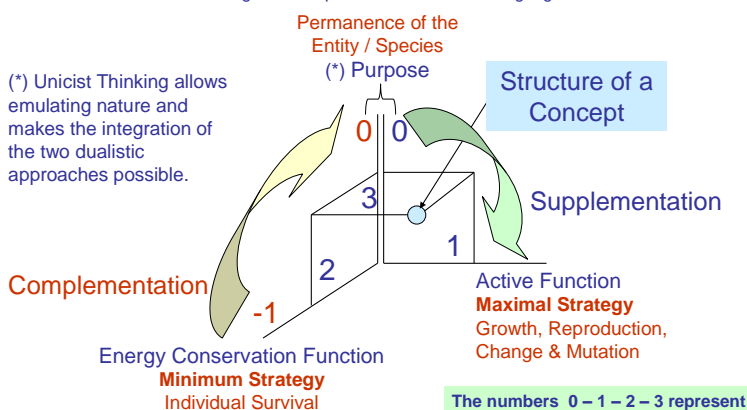 Permanence of the
Entity / Species
(*) Purpose
(*) Unicist Thinking allows
emulating nature and
makes the integration of
the two dualistic
approaches possible.
Structure of a
Concept
0 0
3
Supplementation
1
2
Complementation
-1
Active Function
Maximal Strategy
Growth, Reproduction,
Change & Mutation
Energy Conservation Function
Minimum Strategy
Individual Survival
The numbers 0 – 1 – 2 – 3 represent